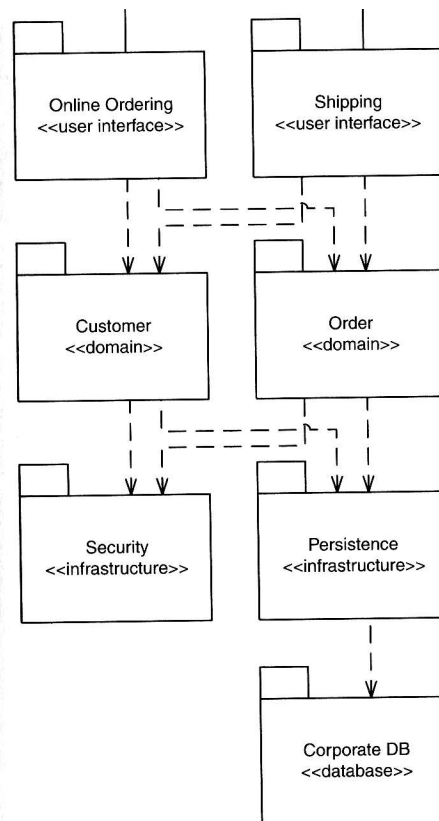 Online Ordering
<<user interface>>
Shipping
<<user interface>>
Customer
<<domain>>
Order
<<domain>>
Security
<<infrastructure>>
Persistence
<<infrastructure>>
Corporate DB
<<database>>